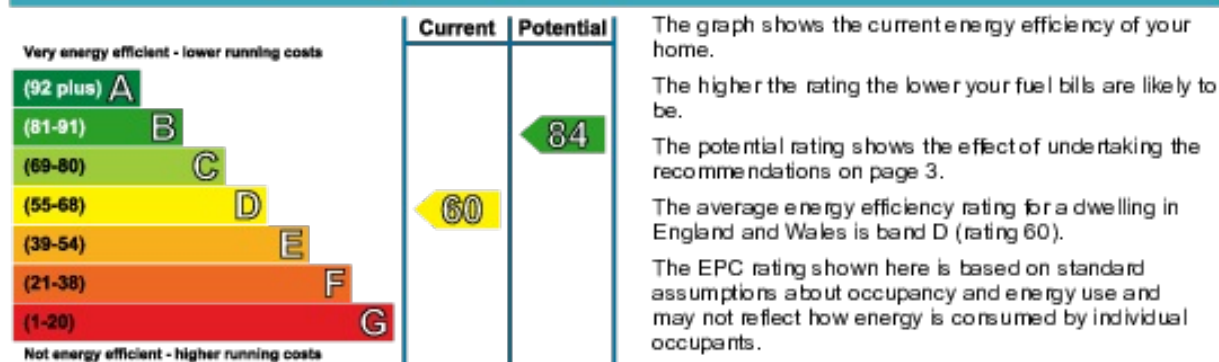 Current Potential
Very energy efficient - lower running costs
(92 plus) A
(81-91) B
84
(69-80) C
(55-68) D
60
(39-54) E
(21-38) F
(1-20) G
Not energy efficient - higher running costs
The graph shows the current energy efficiency of your
home.
The higher the rating the lower your fuel bills are likely to
be.
The potential rating shows the effect of undertaking the
recommendations on page 3.
The average energy efficiency rating for a dwelling in
England and Wales is band D (rating 60).
The EPC rating shown here is based on standard
assumptions about occupancy and energy use and
may not reflect how energy is consumed by individual
occupants.